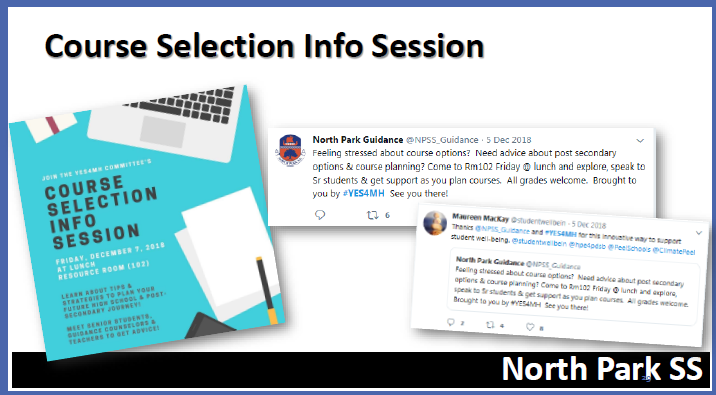 Course Selection Info Session
JOIN THE YES4MH COMMITTEE'S
COURSE
SELECTION
INFO
SESSION
FRIDAY, DECEMBER 7, 2018
AT LUNCH
RESOURCE ROOM (102)
LEARN ABOUT TIPS &
STRATEGIES TO PLAN YOUR
FUTURE HIGH SCHOOL & POST-
SECONDARY JOURNEY!
MEET SENIOR STUDENTS,
GUIDANCE COUNSELORS &
TEACHERS TO GET ADVICE!
North Park Guidance @NPSS_Guidance · 5 Dec 2018
Feeling stressed about course options? Need advice about post secondary
options & course planning? Come to Rm102 Friday @ lunch and explore, speak to
Sr students & get support as you plan courses. All grades welcome. Brought to
you by #YES4MH See you there!
6
Maureen MacKay @studentwellbein · 5 Dec 2018
Thanks @NPSS_Guidance and #YES4MH for this innovative way to support
student well-being. @studentwellbein @hpe4pdsb @PeelSchools @ClimatePeel
North Park Guidance @NPSS_Guidance
Feeling stressed about course options? Need advice about post secondary
options & course planning? Come to Rm102 Friday @ lunch and explore,
speak to Sr students & get support as you plan courses. All grades welcome.
Brought to you by #YES4MH See you there!
2 4 8
North Park SS